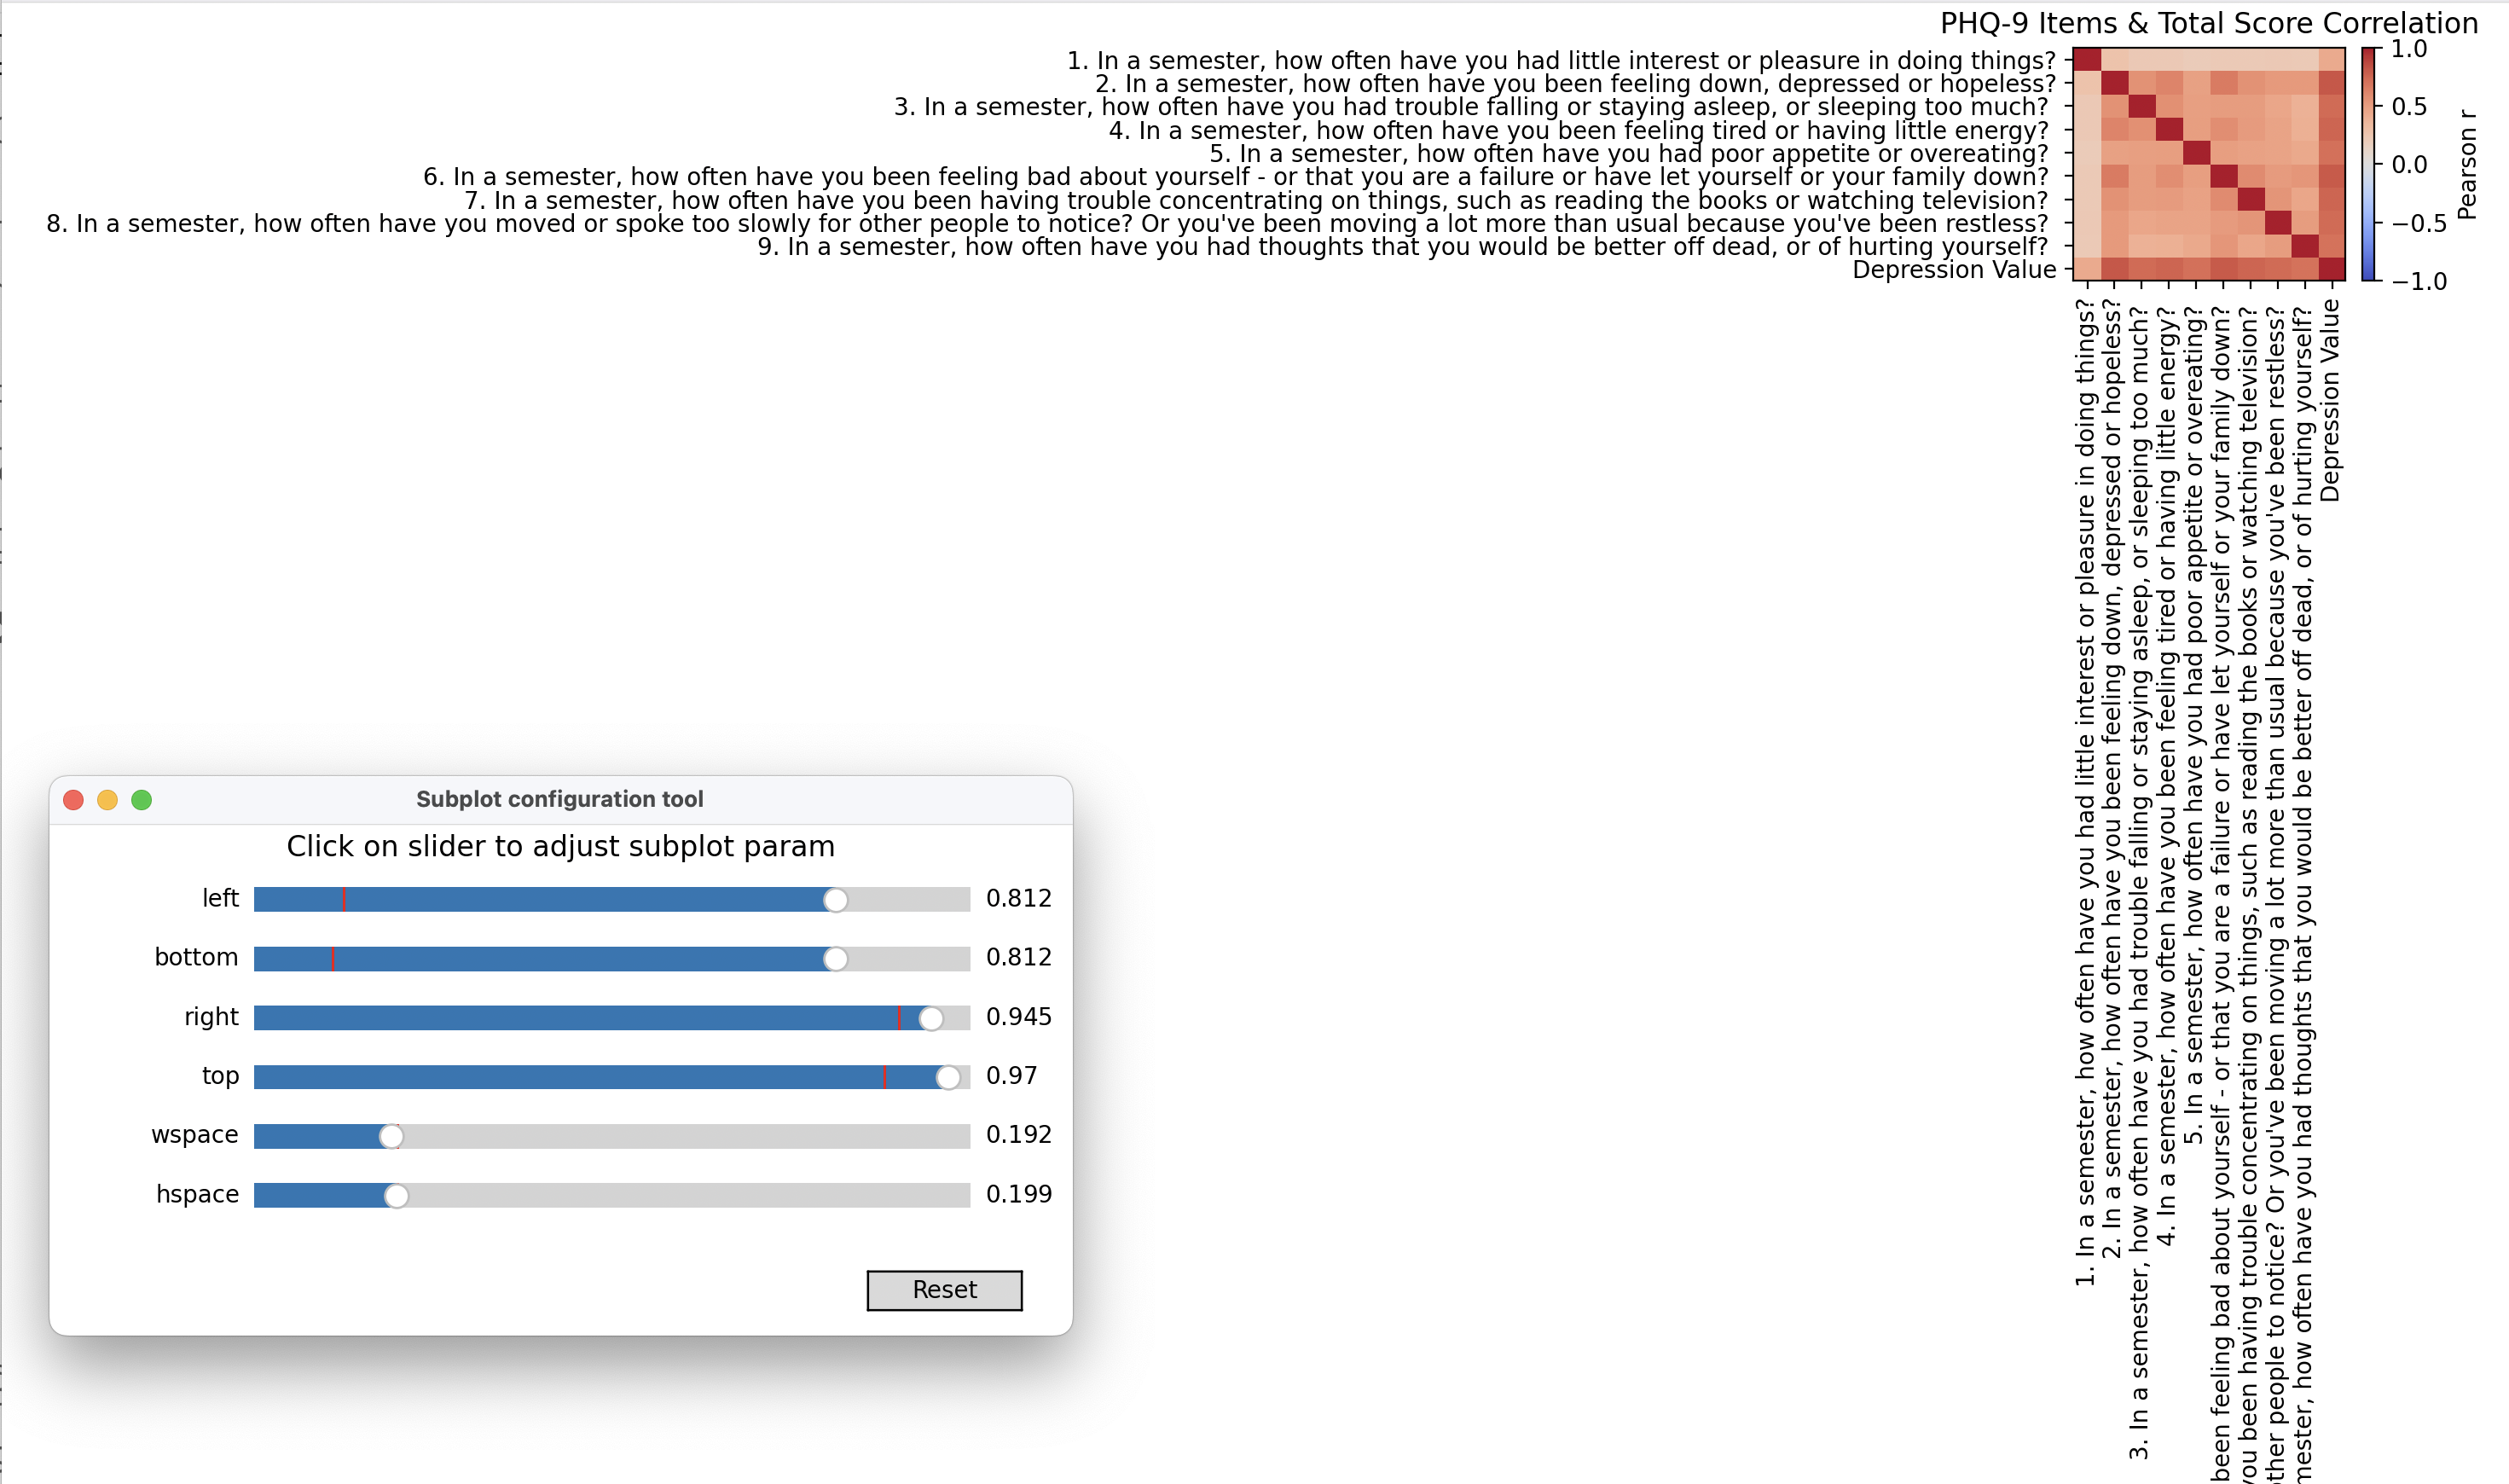 PHQ-9 Items & Total Score Correlation
1. In a semester, how often have you had little interest or pleasure in doing things?
2. In a semester, how often have you been feeling down, depressed or hopeless?
3. In a semester, how often have you had trouble falling or staying asleep, or sleeping too much?
4. In a semester, how often have you been feeling tired or having little energy?
5. In a semester, how often have you had poor appetite or overeating?
6. In a semester, how often have you been feeling bad about yourself - or that you are a failure or have let yourself or your family down?
7. In a semester, how often have you been having trouble concentrating on things, such as reading the books or watching television?
8. In a semester, how often have you moved or spoke too slowly for other people to notice? Or you've been moving a lot more than usual because you've been restless?
9. In a semester, how often have you had thoughts that you would be better off dead, or of hurting yourself?
Depression Value
1.0
0.5
0.0
−0.5
−1.0
Pearson r
1. In a semester, how often have you had little interest or pleasure in doing things?
2. In a semester, how often have you been feeling down, depressed or hopeless?
3. In a semester, how often have you had trouble falling or staying asleep, or sleeping too much?
4. In a semester, how often have you been feeling tired or having little energy?
5. In a semester, how often have you had poor appetite or overeating?
been feeling bad about yourself - or that you are a failure or have let yourself or your family down?
you been having trouble concentrating on things, such as reading the books or watching television?
other people to notice? Or you've been moving a lot more than usual because you've been restless?
mester, how often have you had thoughts that you would be better off dead, or of hurting yourself?
Depression Value
Subplot configuration tool
Click on slider to adjust subplot param
left 0.812
bottom 0.812
right 0.945
top 0.97
wspace 0.192
hspace 0.199
Reset